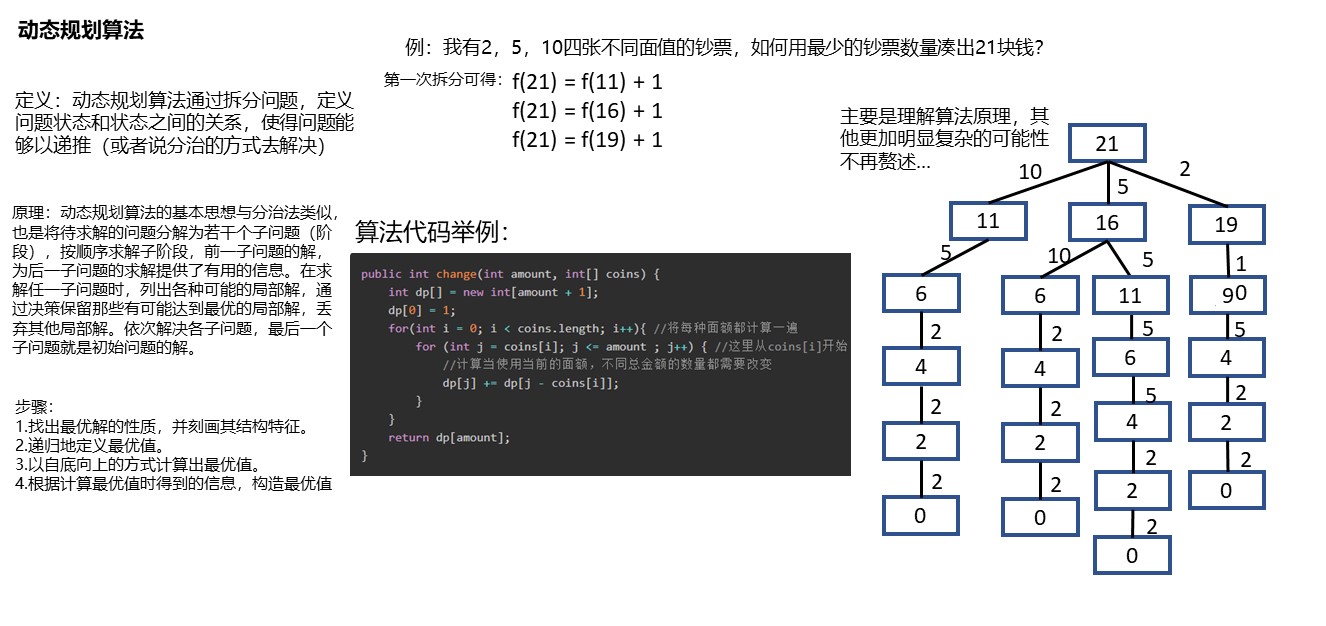 动态规划算法
例：我有2，5，10四张不同面值的钞票，如何用最少的钞票数量凑出21块钱？
第一次拆分可得：
f(21) = f(11) + 1
f(21) = f(16) + 1
f(21) = f(19) + 1
定义：动态规划算法通过拆分问题，定义
问题状态和状态之间的关系，使得问题能
够以递推（或者说分治的方式去解决）
原理：动态规划算法的基本思想与分治法类似，
也是将待求解的问题分解为若干个子问题（阶
段），按顺序求解子阶段，前一子问题的解，
为后一子问题的求解提供了有用的信息。在求
解任一子问题时，列出各种可能的局部解，通
过决策保留那些有可能达到最优的局部解，丢
弃其他局部解。依次解决各子问题，最后一个
子问题就是初始问题的解。
步骤：
1.找出最优解的性质，并刻画其结构特征。
2.递归地定义最优值。
3.以自底向上的方式计算出最优值。
4.根据计算最优值时得到的信息，构造最优值
算法代码举例：
public int change(int amount, int[] coins) {
int dp[] = new int[amount + 1];
dp[0] = 1;
for(int i = 0; i < coins.length; i++){ //将每种面额都计算一遍
for (int j = coins[i]; j <= amount ; j++) { //这里从coins[i]开始
//计算当使用当前的面额，不同总金额的数量都需要改变
dp[j] += dp[j - coins[i]];
}
}
return dp[amount];
}
主要是理解算法原理，其
他更加明显复杂的可能性
不再赘述...
21
10 5 2
11 16 19
5 10 5 1
6 6 11 90
2 2 5 5
4 4 6 4
2 2 5 2
2 2 4 2
2 2 2 2
0 0 2 0
2
0